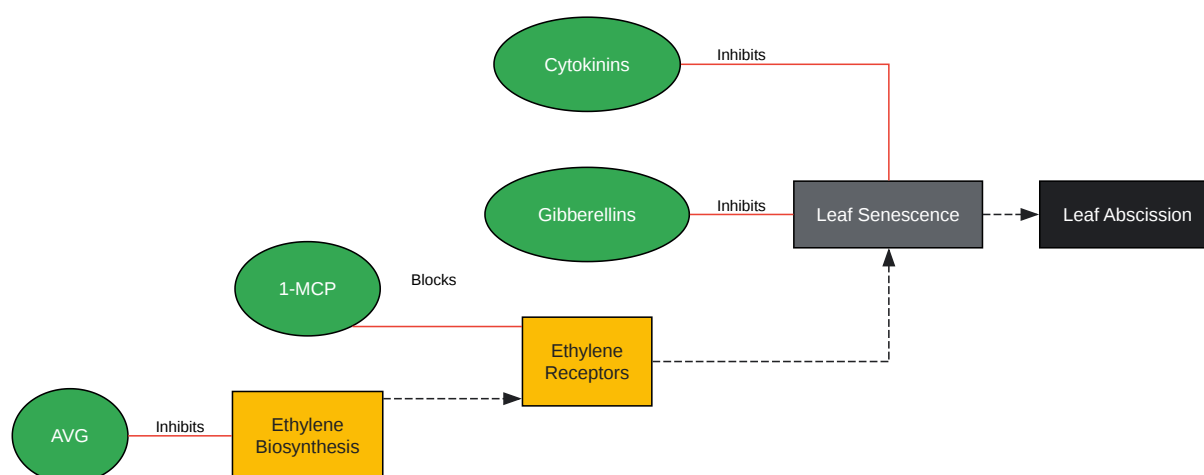 Cytokinins
Inhibits
Gibberellins
Inhibits
Leaf Senescence
Leaf Abscission
1-MCP
Blocks
Ethylene
Receptors
AVG
Inhibits
Ethylene
Biosynthesis